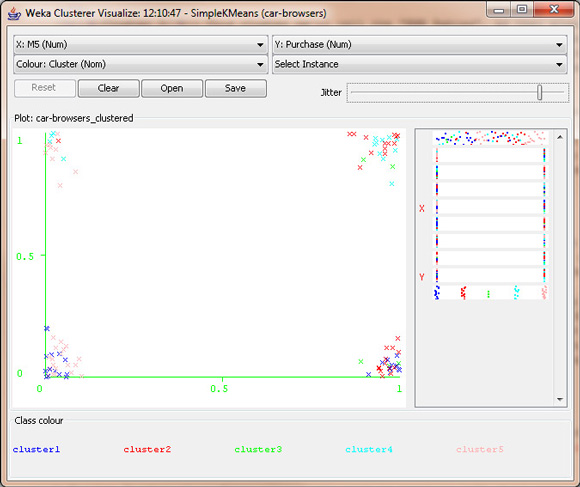 Weka Clusterer Visualize: 12:10:47 - SimpleKMeans (car-browsers)
X: M5 (Num) Y: Purchase (Num)
Colour: Cluster (Nom) Select Instance
Reset Clear Open Save Jitter
Plot: car-browsers_clustered
1
0.5
0
0 0.5 1
X
Y
Class colour
cluster1 cluster2 cluster3 cluster4 cluster5